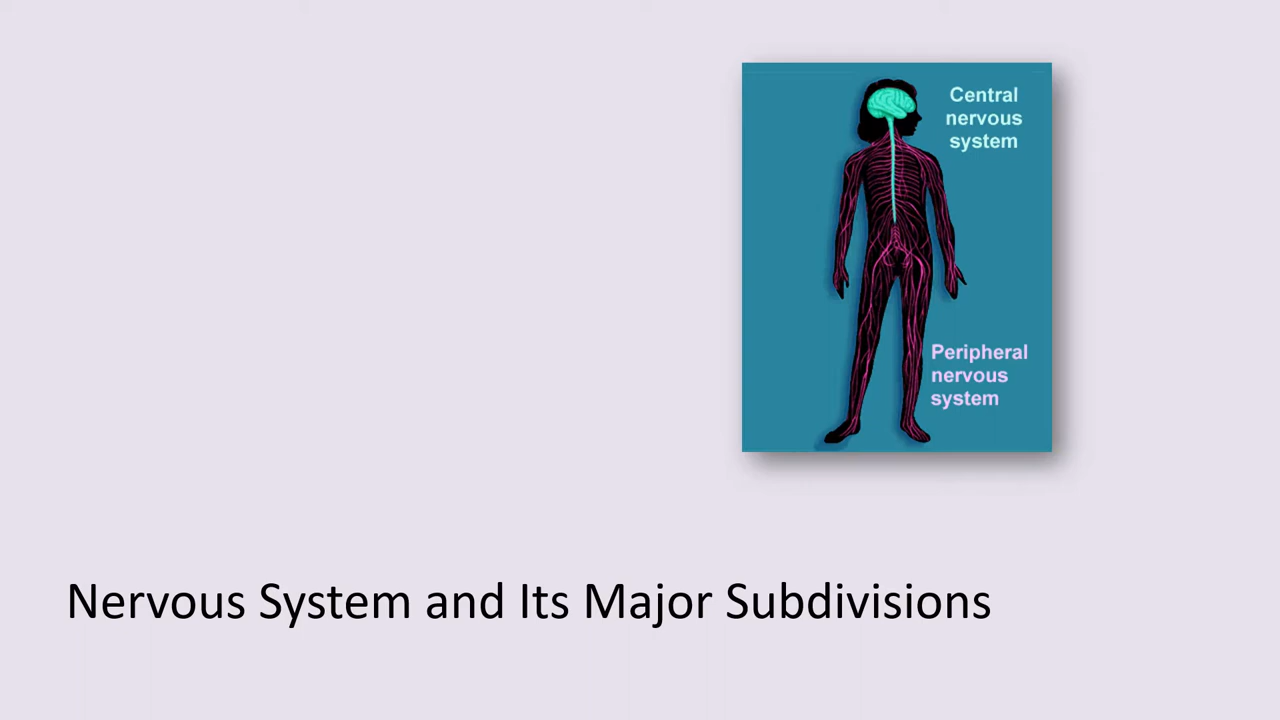 Central
nervous
system
Peripheral
nervous
system
Nervous System and Its Major Subdivisions